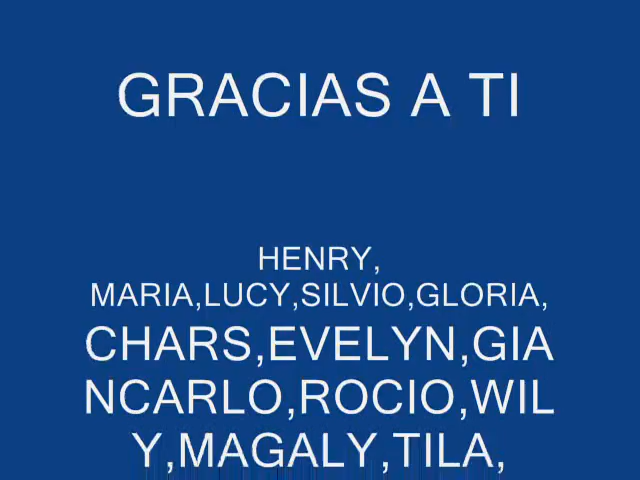 GRACIAS A TI
HENRY,
MARIA,LUCY,SILVIO,GLORIA,
CHARS,EVELYN,GIA
NCARLO,ROCIO,WIL
Y,MAGALY,TILA,